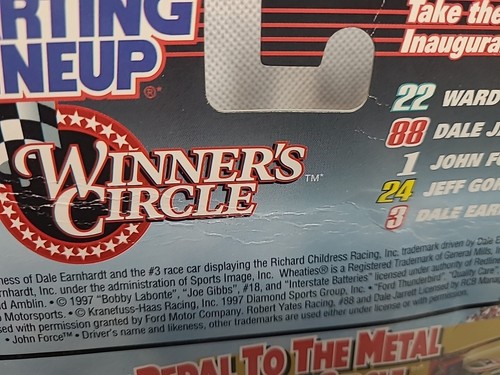 RTING
NEUP®
Take the
Inaugura
22 WARD
88 DALE J
1 JOHN F
24 JEFF GO
3 DALE EAR
WINNER'S
CIRCLE™
ness of Dale Earnhardt and the #3 race car displaying the Richard Childress Racing, Inc. trademark driven by Dale E
rnhardt, Inc. under the administration of Sports Image, Inc. Wheaties® is a Registered Trademark of General Mills,
d Amblin. • © 1997 "Bobby Labonte", "Joe Gibbs", #18, and "Interstate Batteries" licensed under authority of Redston
Motorsports. • © Kranefuss-Haas Racing, Inc. 1997 Diamond Sports Group, Inc. • "Ford Thunderbird", "Quality Care
sed with permission granted by Ford Motor Company. Robert Yates Racing, #88 and Dale Jarrett Licensed by RCB Mana
• John Force™ • Driver's name and likeness, other trademarks are used either under license or with permission.
PEDAL TO THE METAL